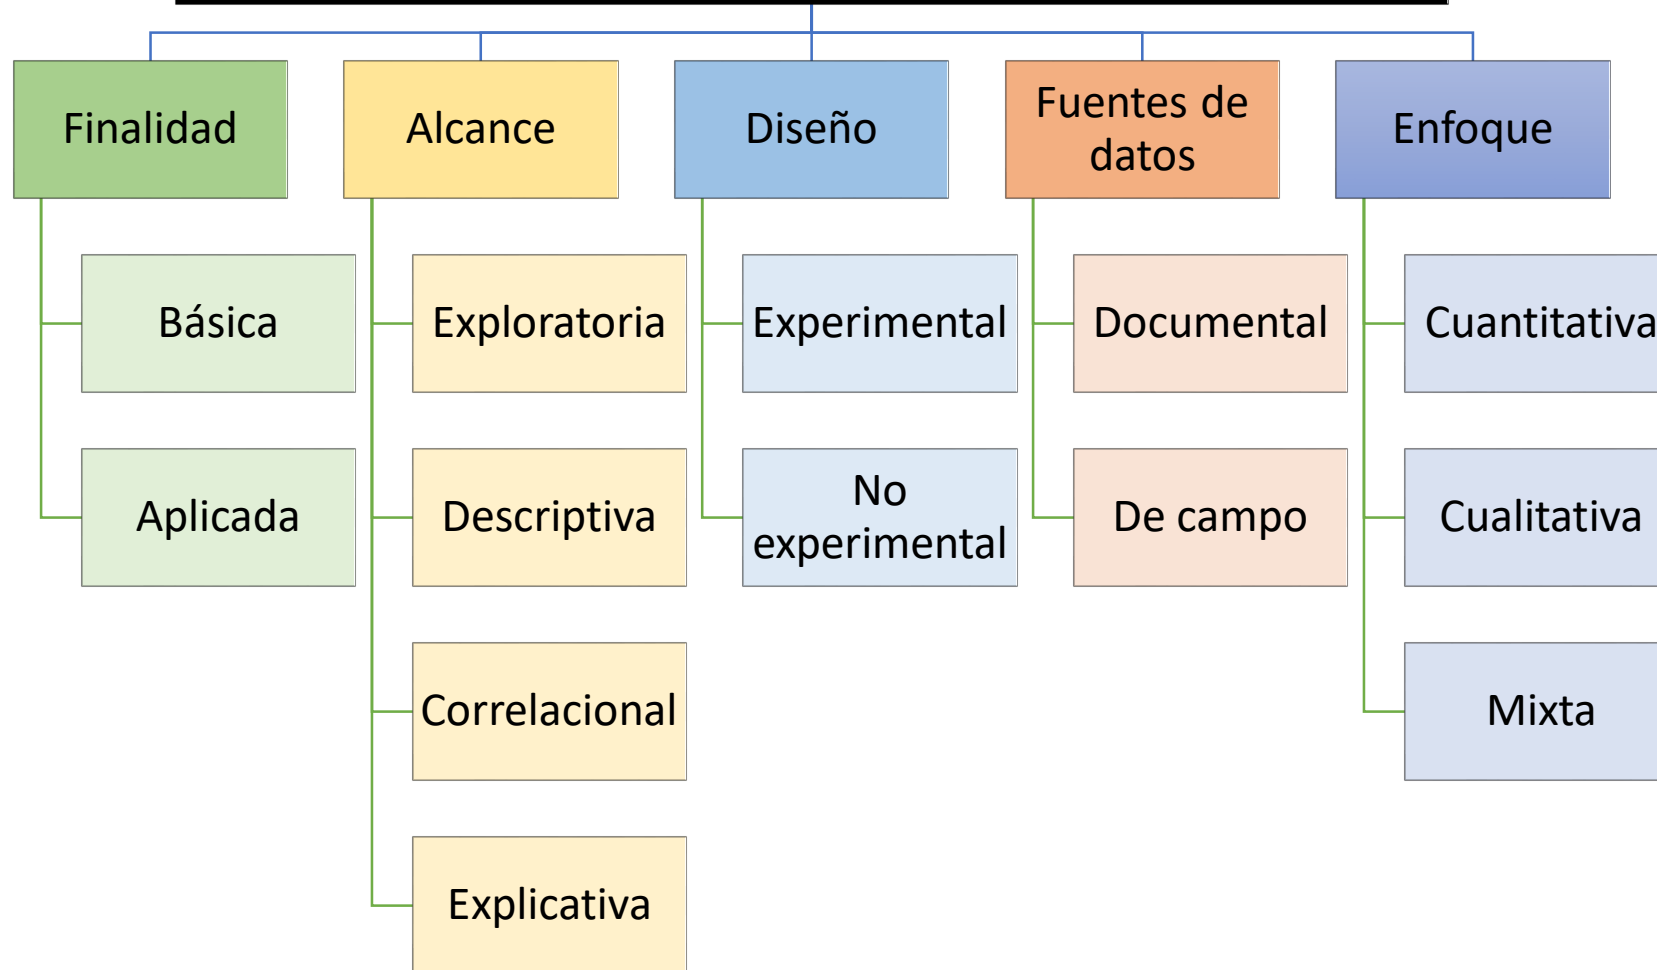 Finalidad
Alcance
Diseño
Fuentes de
datos
Enfoque
Básica
Exploratoria
Experimental
Documental
Cuantitativa
Aplicada
Descriptiva
No
experimental
De campo
Cualitativa
Correlacional
Mixta
Explicativa